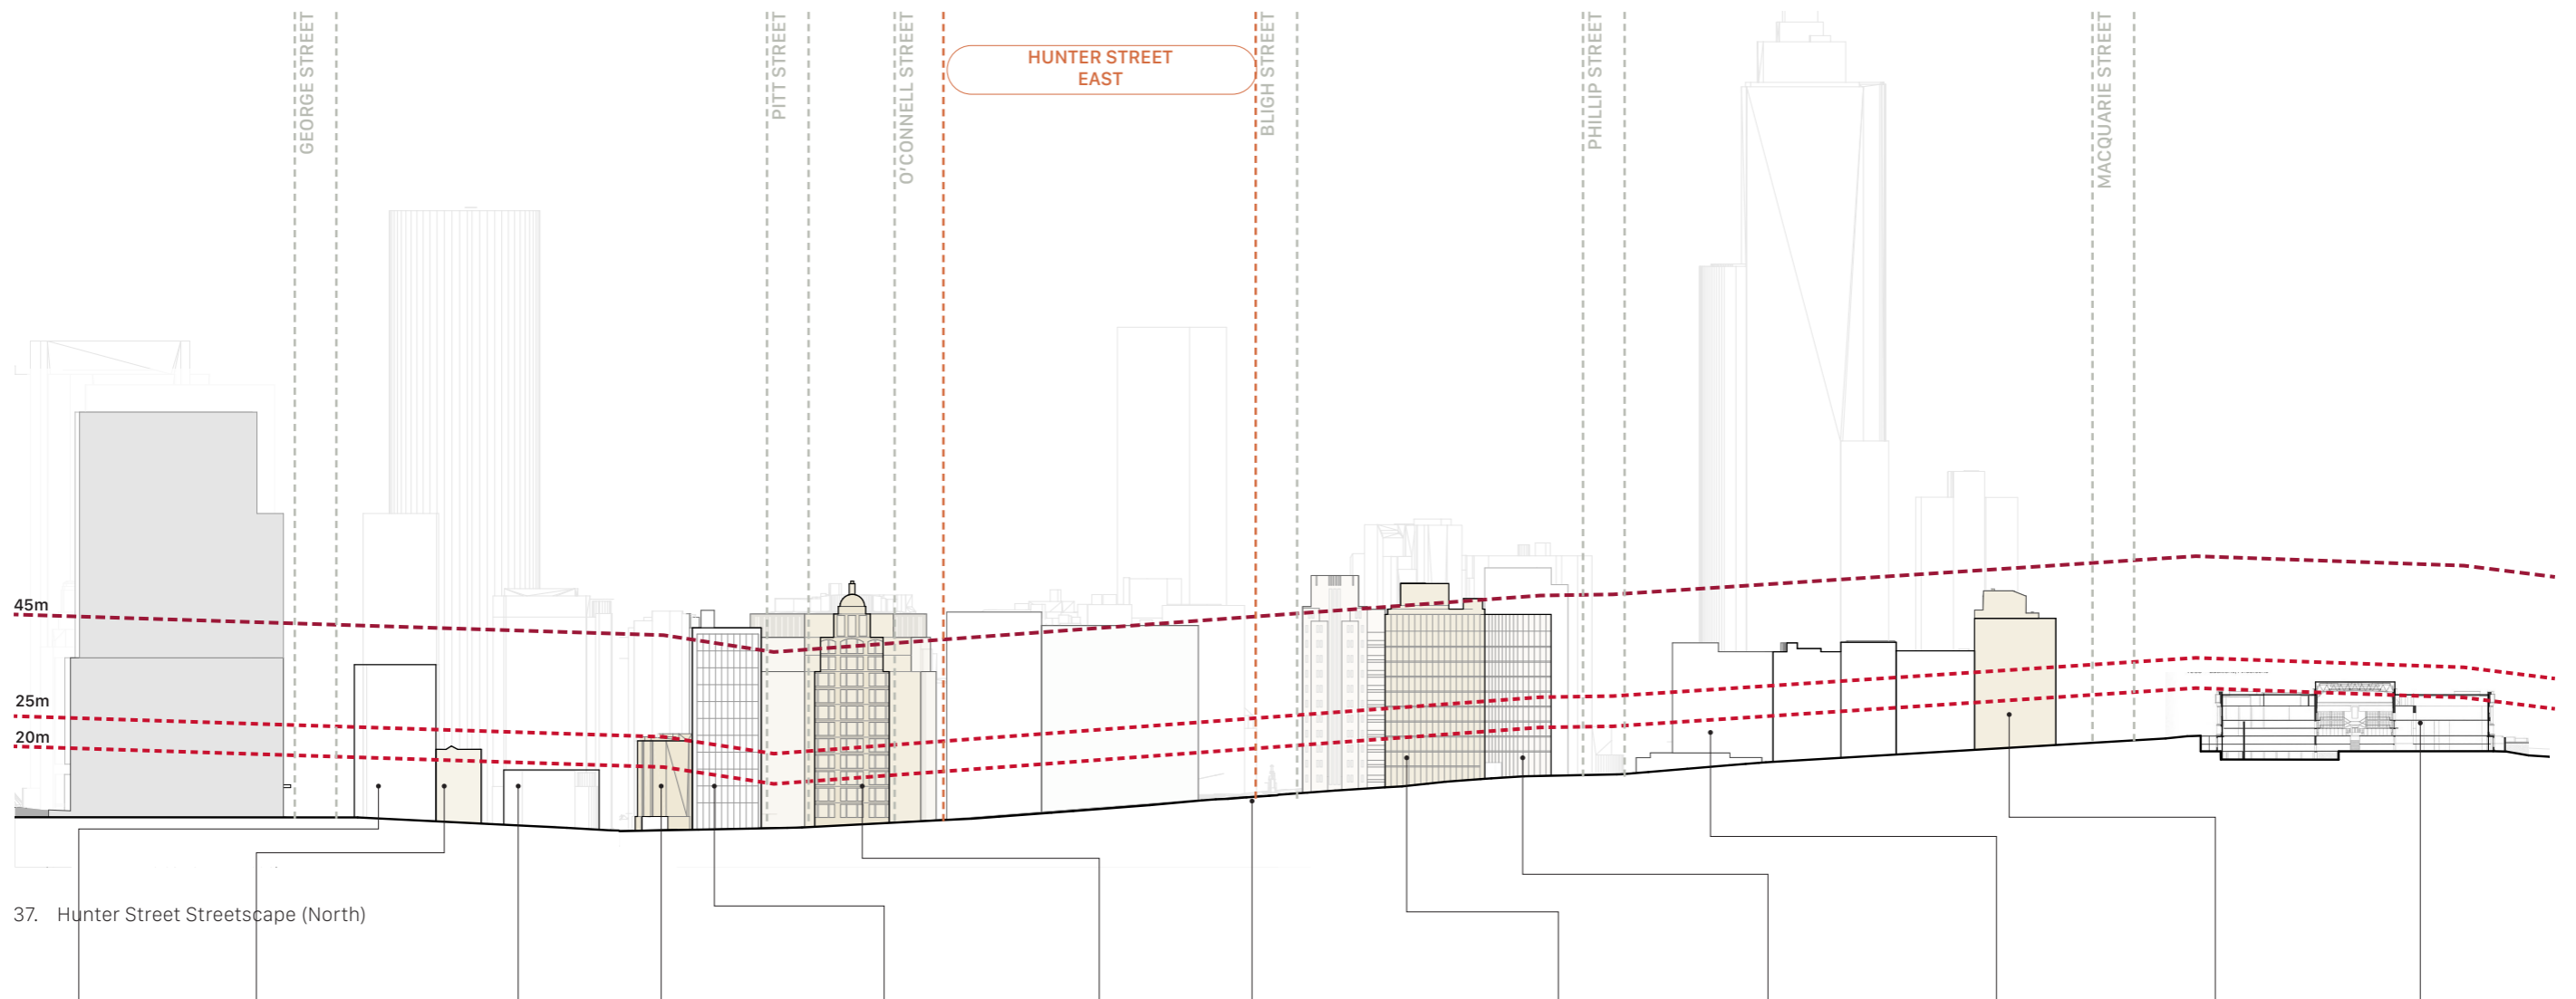 GEORGE STREET
PITT STREET
O'CONNELL STREET
HUNTER STREET
EAST
BLIGH STREET
PHILLIP STREET
MACQUARIE STREET
45m
25m
20m
37. Hunter Street Streetscape (North)